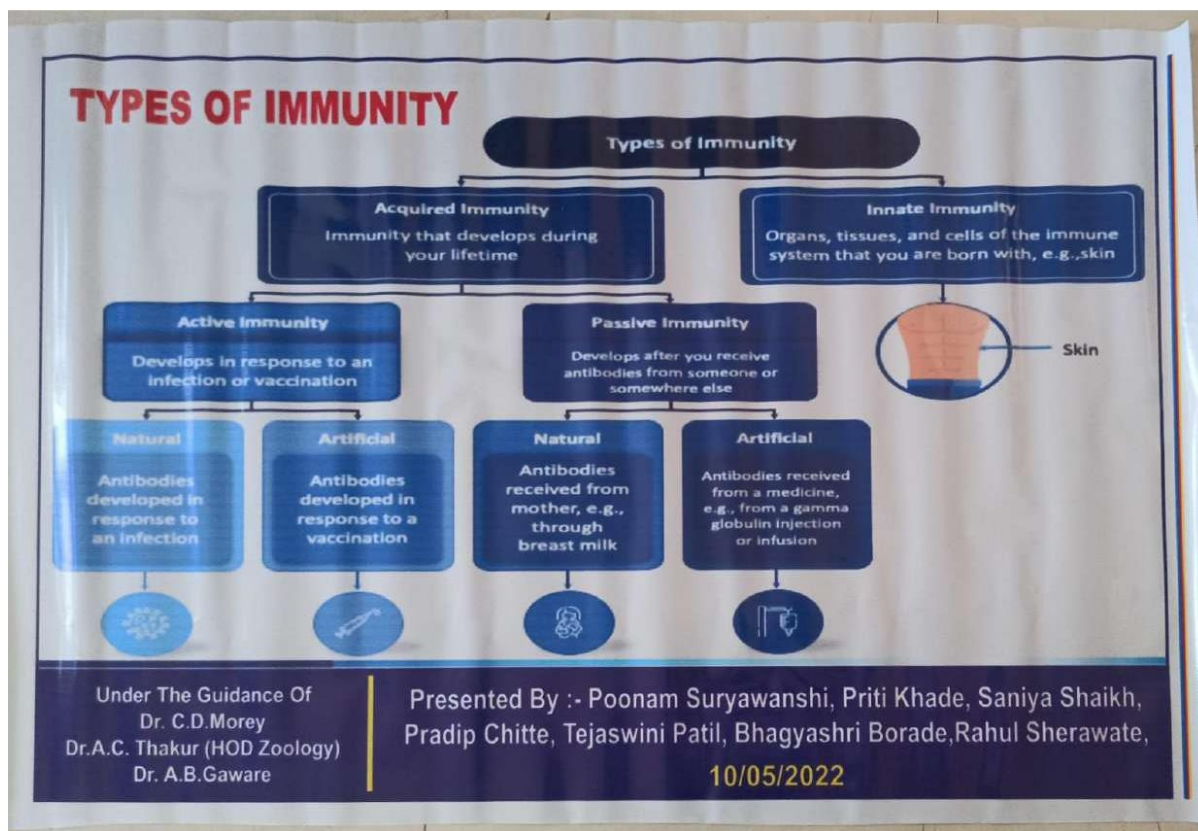 TYPES OF IMMUNITY
Types of Immunity
Acquired Immunity
Immunity that develops during
your lifetime
Innate Immunity
Organs, tissues, and cells of the immune
system that you are born with, e.g.,skin
Active Immunity
Develops in response to an
infection or vaccination
Passive Immunity
Develops after you receive
antibodies from someone or
somewhere else
Skin
Natural
Antibodies
developed in
response to
an infection
Artificial
Antibodies
developed in
response to a
vaccination
Natural
Antibodies
received from
mother, e.g.,
through
breast milk
Artificial
Antibodies received
from a medicine,
e.g., from a gamma
globulin injection
or infusion
Under The Guidance Of
Dr. C.D.Morey
Dr.A.C. Thakur (HOD Zoology)
Dr. A.B.Gaware
Presented By :- Poonam Suryawanshi, Priti Khade, Saniya Shaikh,
Pradip Chitte, Tejaswini Patil, Bhagyashri Borade,Rahul Sherawate,
10/05/2022